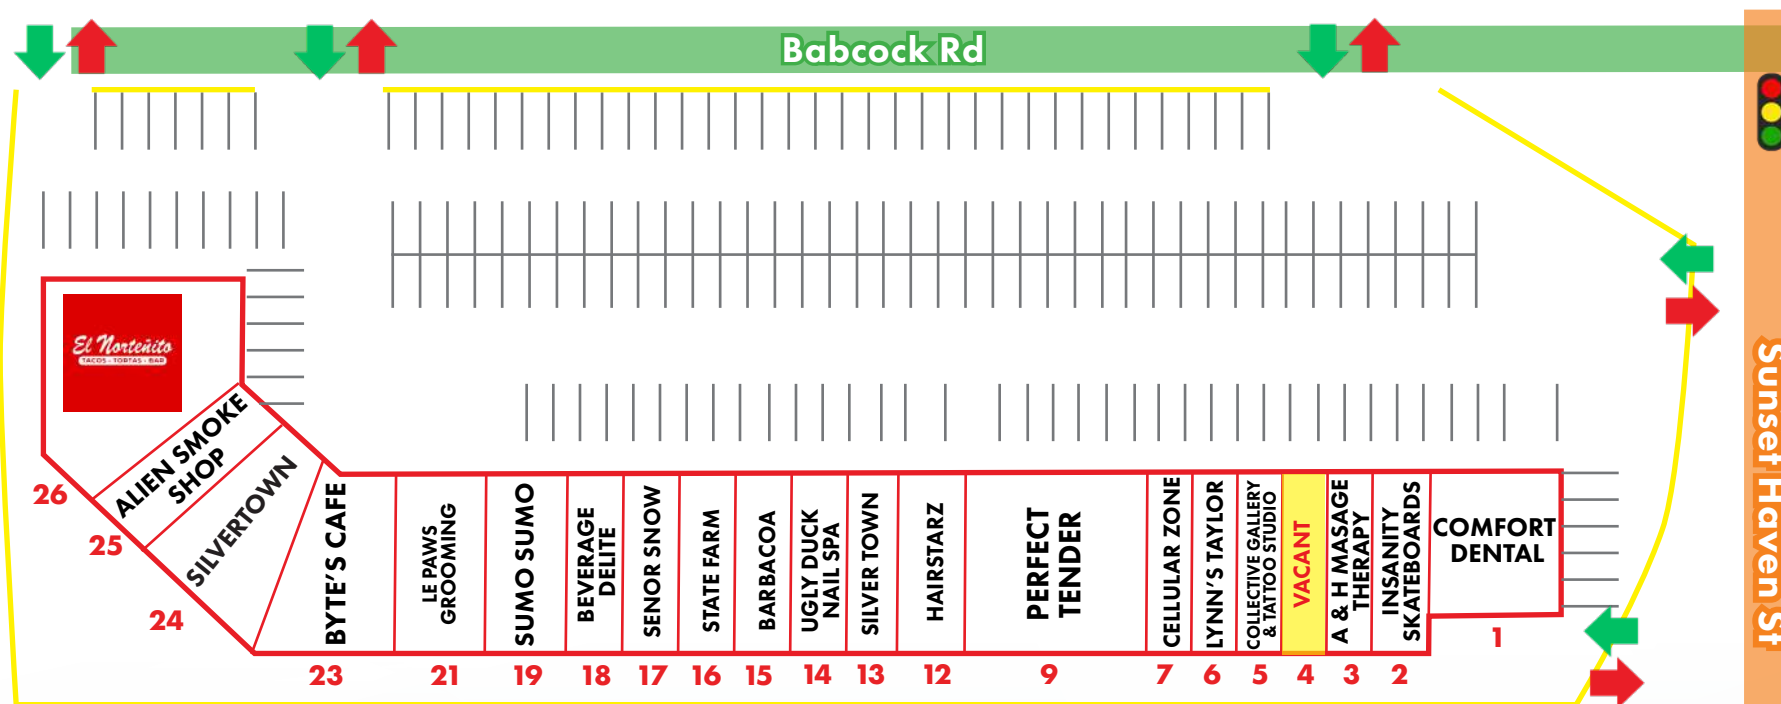 Babcock Rd
Sunset Haven St
El Norteñito
TACOS - TORTAS - BAR
26
ALIEN SMOKE
SHOP
25
SILVERTOWN
24
BYTE'S CAFE
23
LE PAWS
GROOMING
21
SUMO SUMO
19
BEVERAGE
DELITE
18
SENOR SNOW
17
STATE FARM
16
BARBACOA
15
UGLY DUCK
NAIL SPA
14
SILVER TOWN
13
HAIRSTARZ
12
PERFECT
TENDER
9
CELLULAR ZONE
7
LYNN'S TAYLOR
6
COLLECTIVE GALLERY
& TATTOO STUDIO
5
VACANT
4
A & H MASAGE
THERAPY
3
INSANITY
SKATEBOARDS
2
COMFORT
DENTAL
1